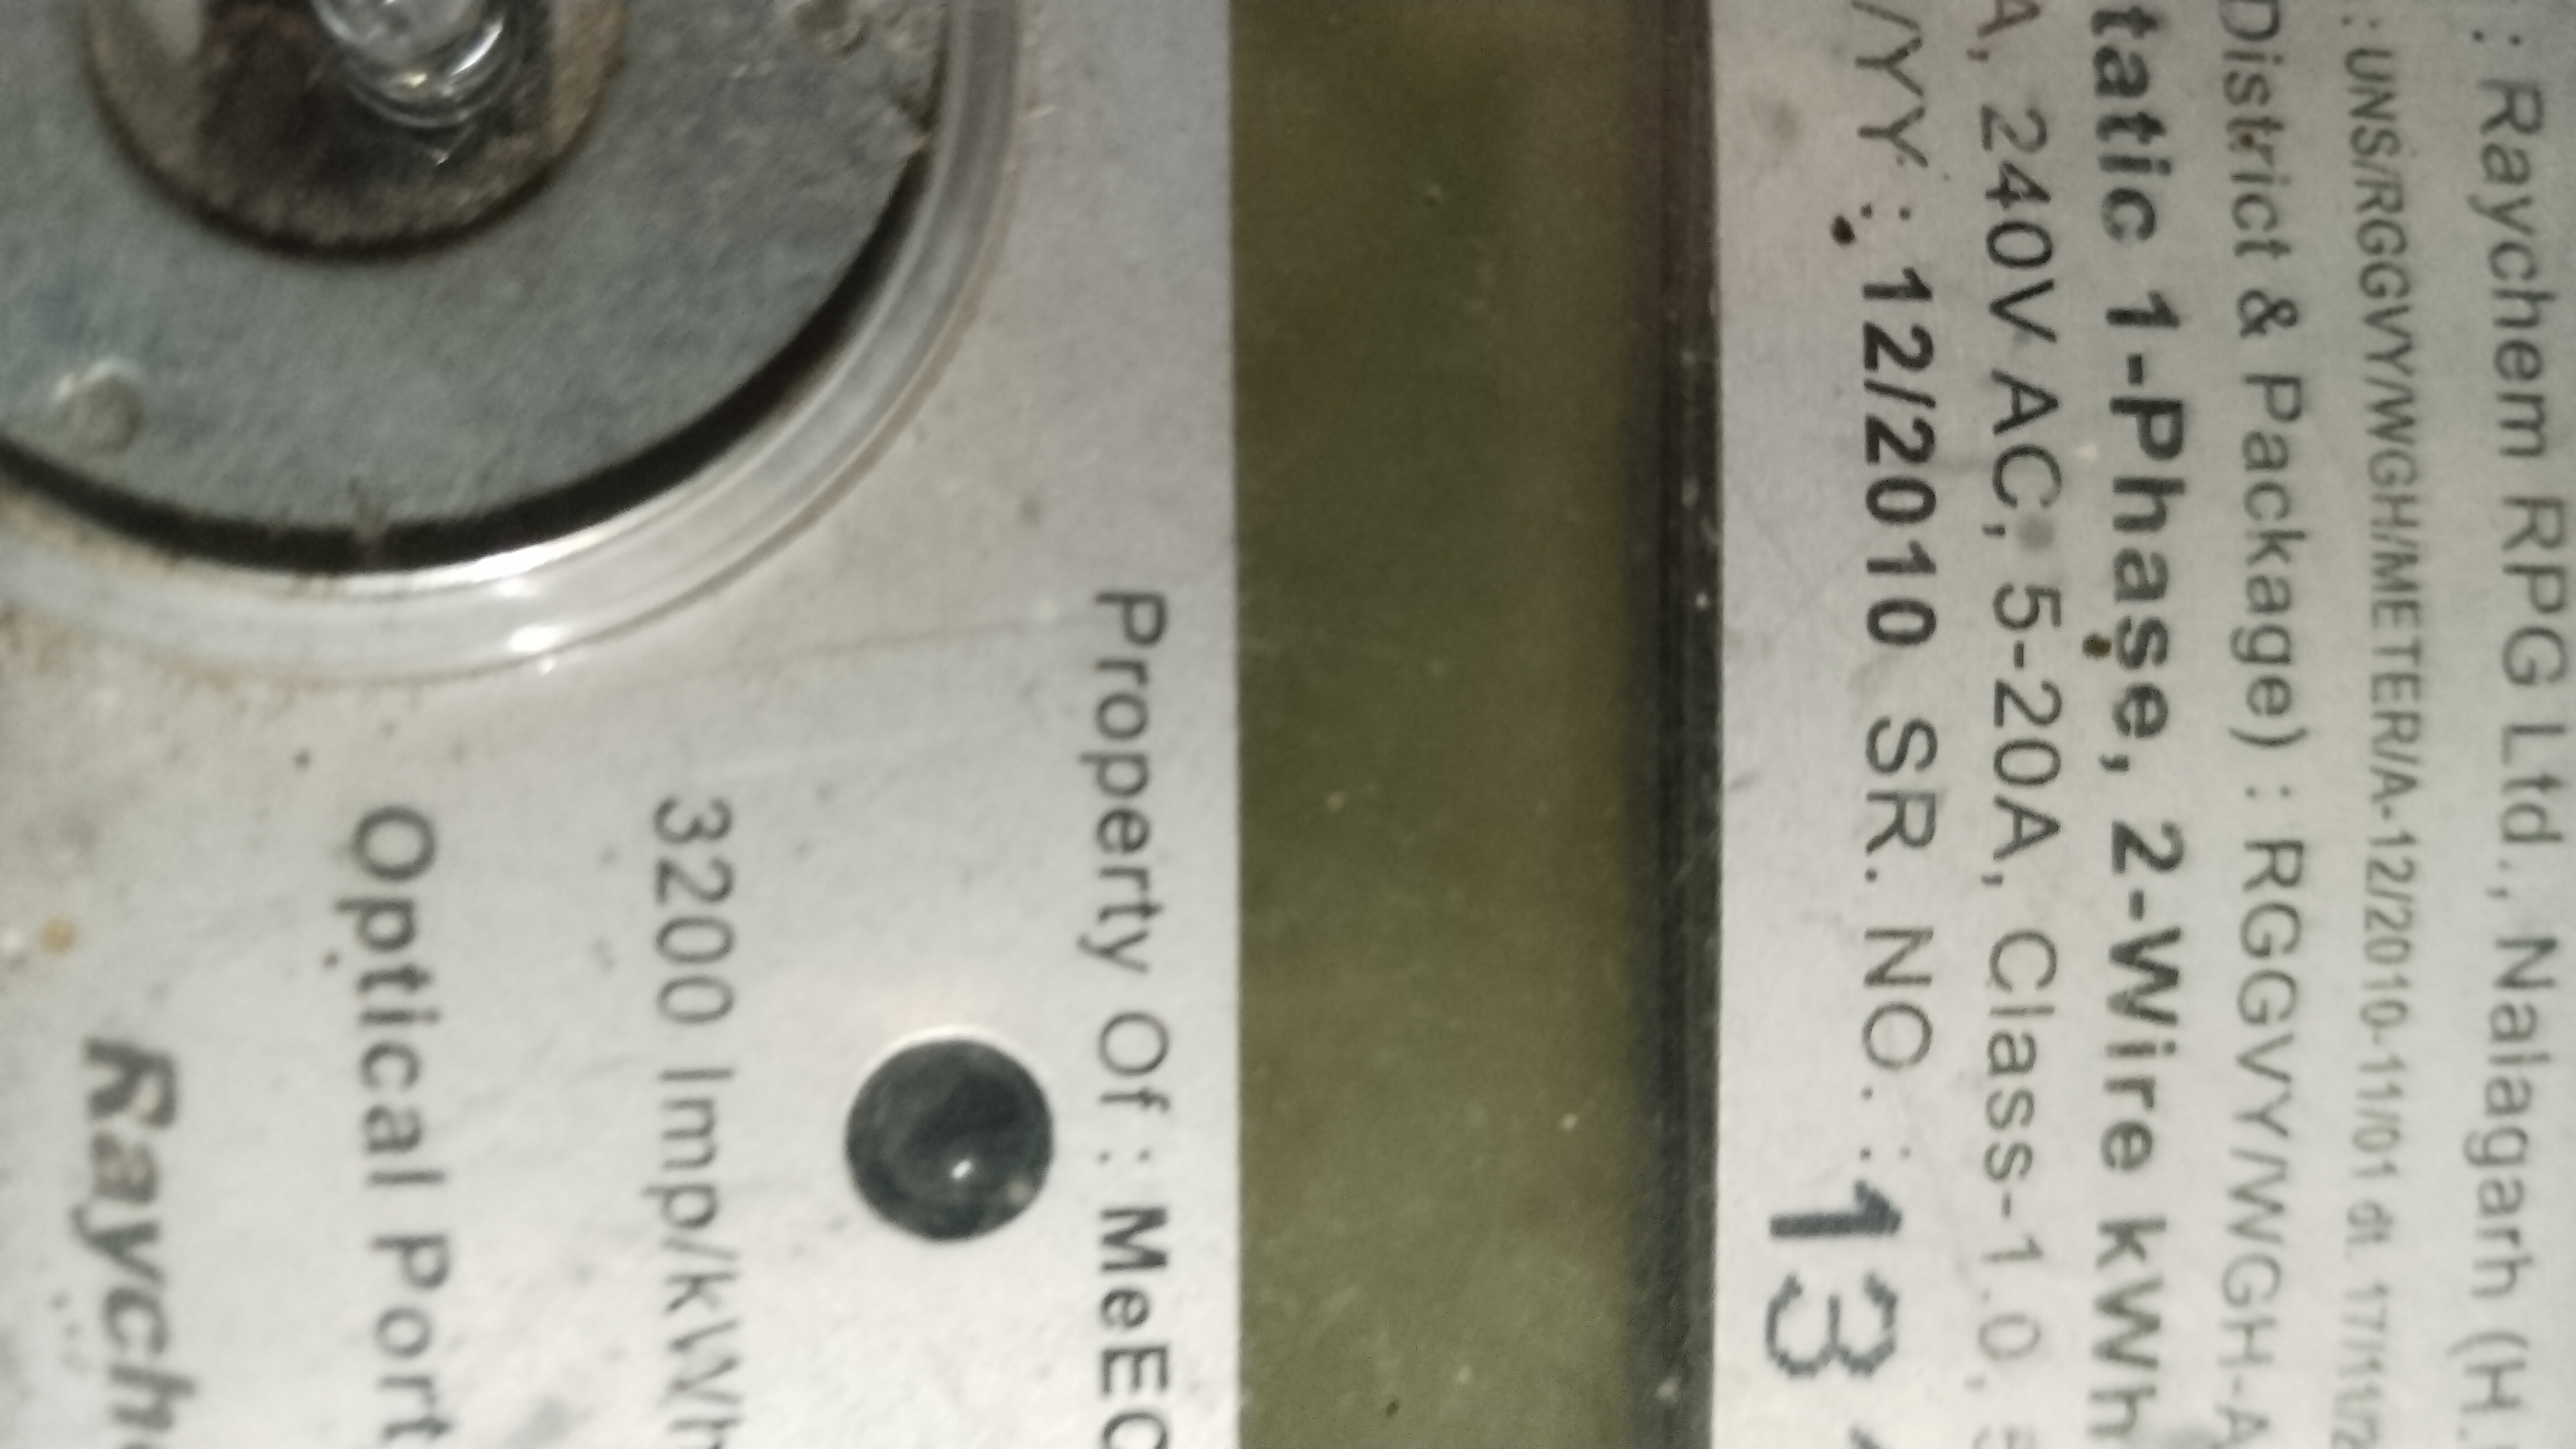 : Raychem RPG Ltd., Nalagarh (H.
: UNS/RGGVY/WGH/METER/A-12/2010-11/01 dt. 17/11/2
District & Package) : RGGVY/WGH-A
tatic 1-Phase, 2-Wire kWh
A, 240V AC, 5-20A, Class-1.0,
/YY : 12/2010 SR. NO. : 13
Property Of : MeEC
3200 Imp/kWh
Optical Port
Raych